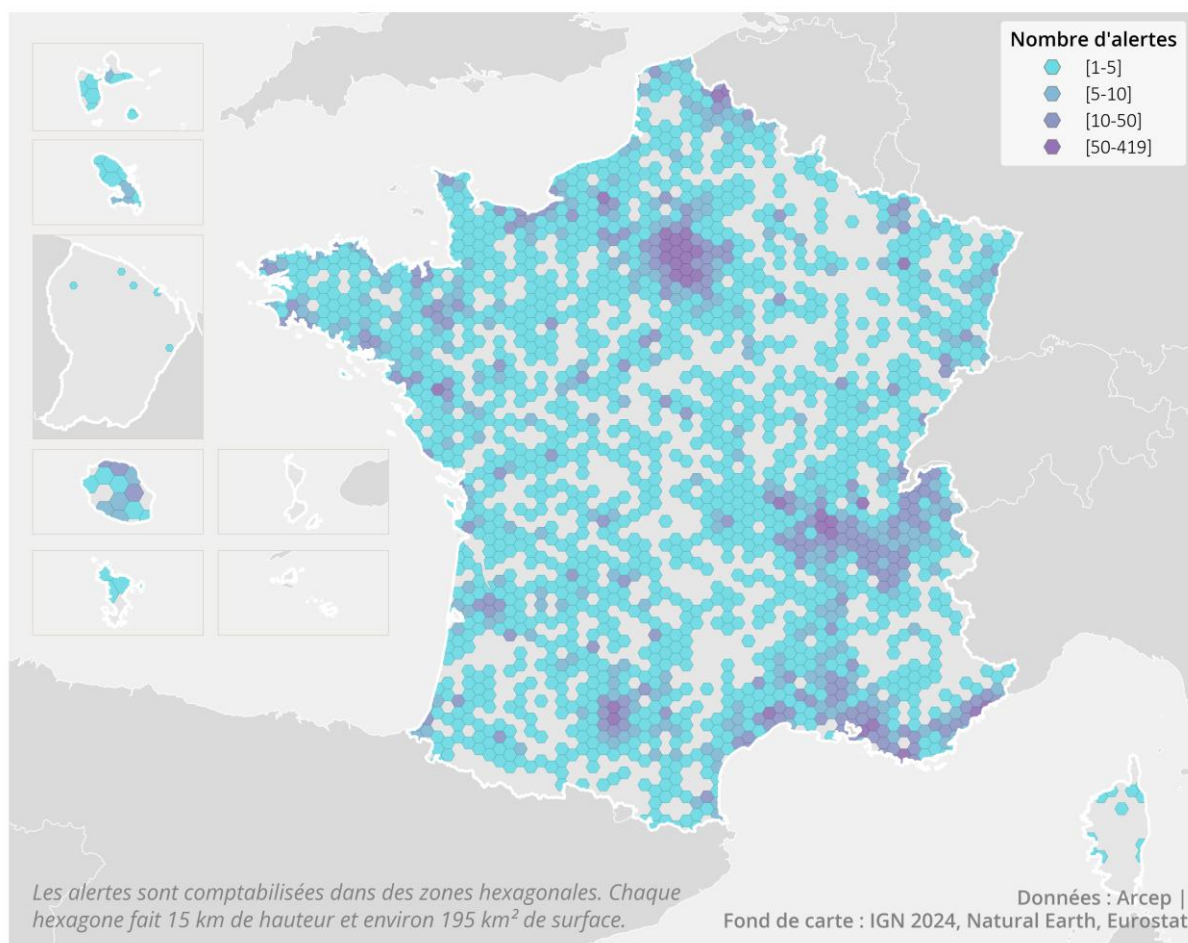 Nombre d'alertes
[1-5]
[5-10]
[10-50]
[50-419]
Les alertes sont comptabilisées dans des zones hexagonales. Chaque
hexagone fait 15 km de hauteur et environ 195 km² de surface.
Données : Arcep |
Fond de carte : IGN 2024, Natural Earth, Eurostat